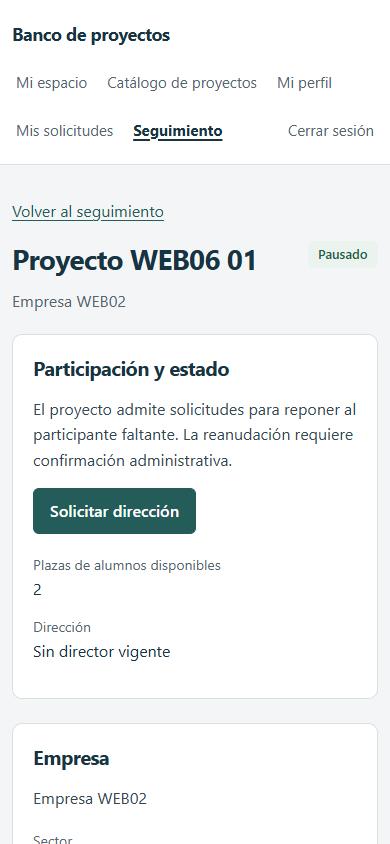 Banco de proyectos
Mi espacio Catálogo de proyectos Mi perfil
Mis solicitudes Seguimiento Cerrar sesión
Volver al seguimiento
Proyecto WEB06 01 Pausado
Empresa WEB02
Participación y estado
El proyecto admite solicitudes para reponer al
participante faltante. La reanudación requiere
confirmación administrativa.
Solicitar dirección
Plazas de alumnos disponibles
2
Dirección
Sin director vigente
Empresa
Empresa WEB02
Sector